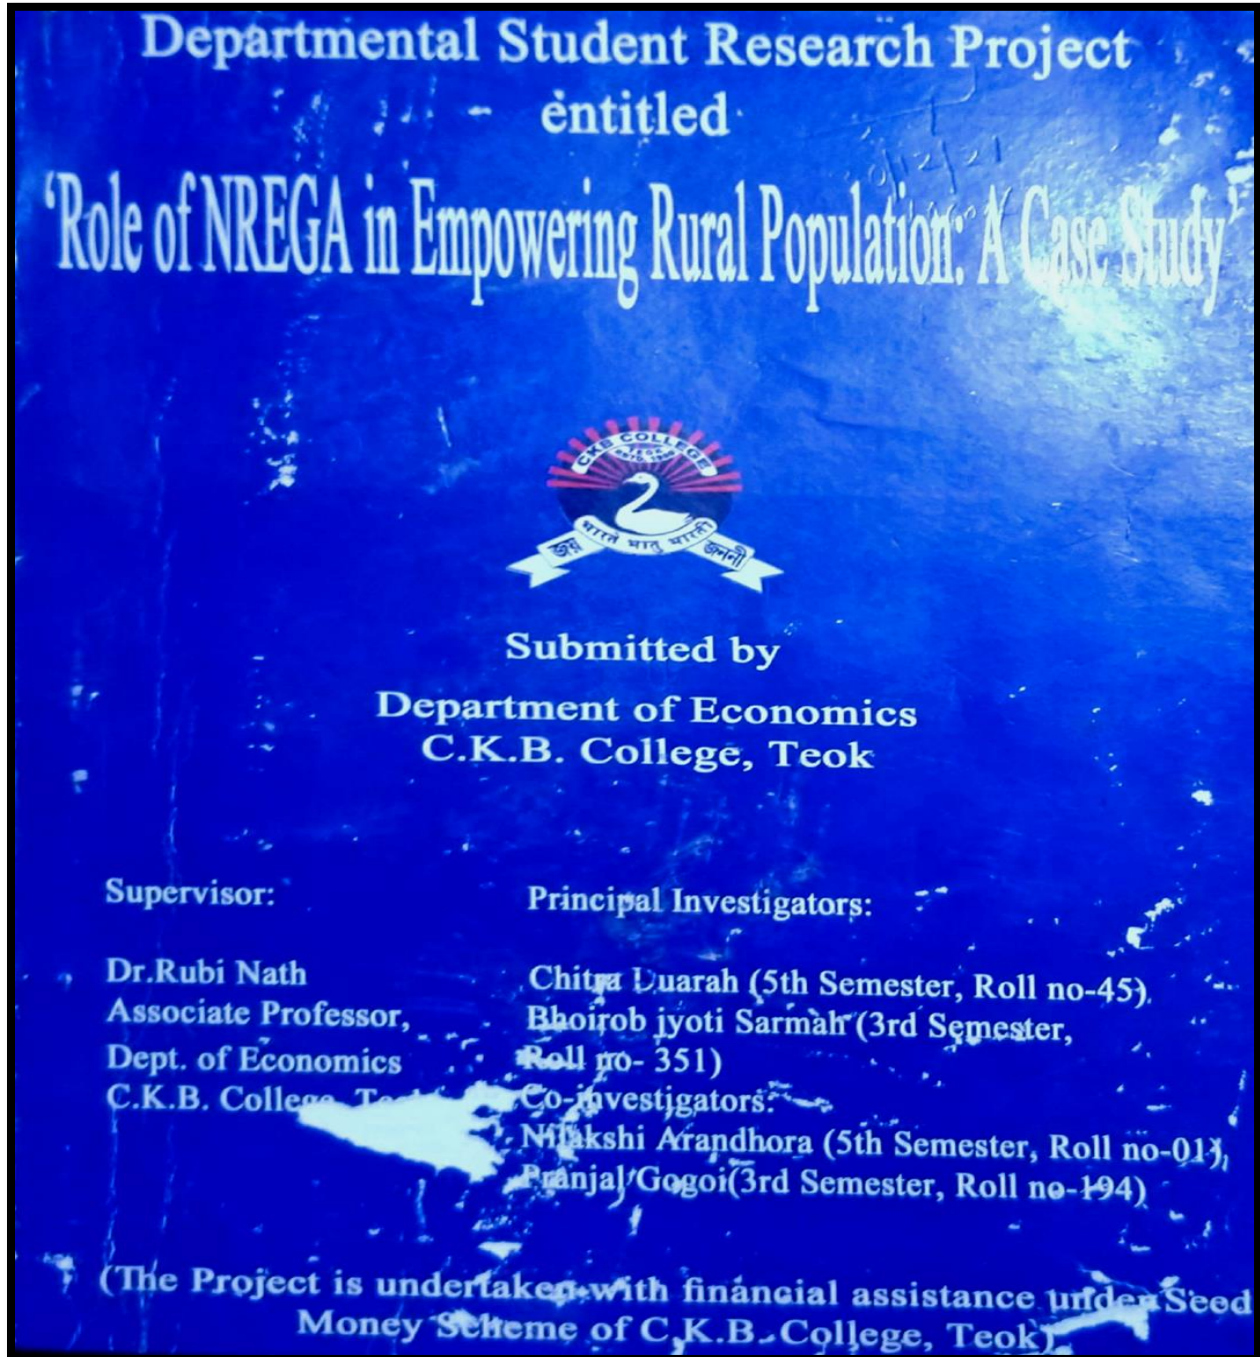 Departmental Student Research Project
entitled
‘Role of NREGA in Empowering Rural Population: A Case Study’
CKB COLLEGE
TEOK
भारते भातु भारती
जननी
Submitted by
Department of Economics
C.K.B. College, Teok
Supervisor:
Dr.Rubi Nath
Associate Professor,
Dept. of Economics
C.K.B. College,
Principal Investigators:
Chitra (5th Semester, Roll no-45)
Bhoirob jyoti Sarmah (3rd Semester,
Roll no- 351)
Co-investigators:
Nilakshi Arandhora (5th Semester, Roll no-01),
Pranjal Gogoi(3rd Semester, Roll no-194)
(The Project is undertaken with financial assistance under Seed
Money Scheme of C.K.B. College, Teok)